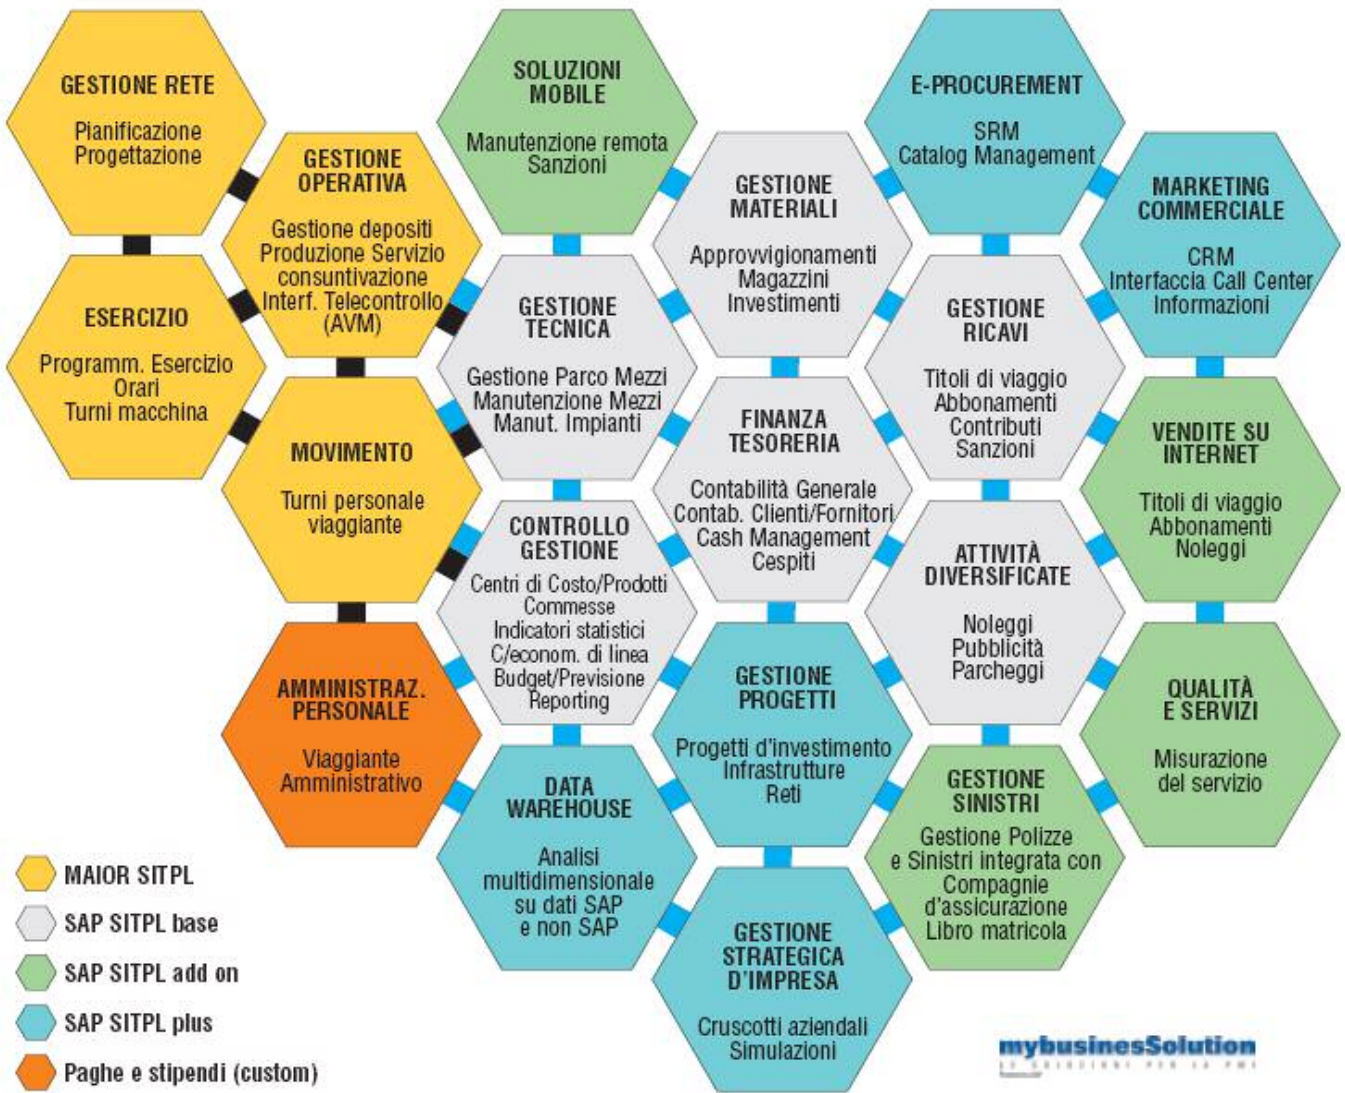 GESTIONE RETE
Pianificazione
Progettazione
GESTIONE
OPERATIVA
Gestione depositi
Produzione Servizio
consuntivazione
Interf. Telecontrollo
(AVM)
ESERCIZIO
Programm. Esercizio
Orari
Turni macchina
MOVIMENTO
Turni personale
viaggiante
AMMINISTRAZ.
PERSONALE
Viaggiante
Amministrativo
SOLUZIONI
MOBILE
Manutenzione remota
Sanzioni
GESTIONE
TECNICA
Gestione Parco Mezzi
Manutenzione Mezzi
Manut. Impianti
CONTROLLO
GESTIONE
Centri di Costo/Prodotti
Commesse
Indicatori statistici
C/econom. di linea
Budget/Previsione
Reporting
DATA
WAREHOUSE
Analisi
multidimensionale
su dati SAP
e non SAP
GESTIONE
MATERIALI
Approvvigionamenti
Magazzini
Investimenti
FINANZA
TESORERIA
Contabilità Generale
Contab. Clienti/Fornitori
Cash Management
Cespiti
GESTIONE
PROGETTI
Progetti d'investimento
Infrastrutture
Reti
GESTIONE
STRATEGICA
D'IMPRESA
Cruscotti aziendali
Simulazioni
E-PROCUREMENT
SRM
Catalog Management
GESTIONE
RICAVI
Titoli di viaggio
Abbonamenti
Contributi
Sanzioni
ATTIVITÀ
DIVERSIFICATE
Noleggi
Pubblicità
Parcheggi
GESTIONE
SINISTRI
Gestione Polizze
e Sinistri integrata con
Compagnie
d'assicurazione
Libro matricola
MARKETING
COMMERCIALE
CRM
Interfaccia Call Center
Informazioni
VENDITE SU
INTERNET
Titoli di viaggio
Abbonamenti
Noleggi
QUALITÀ
E SERVIZI
Misurazione
del servizio
MAIOR SITPL
SAP SITPL base
SAP SITPL add on
SAP SITPL plus
Paghe e stipendi (custom)
mybusinesSolution
LE SOLUZIONI PER LA PMI